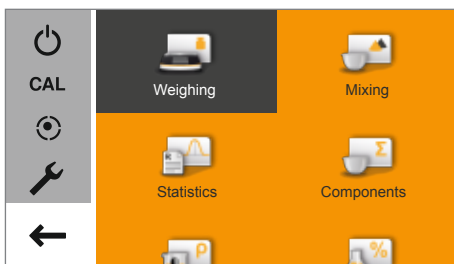 CAL
Weighing
Mixing
Σ
Statistics
Components
ρ
%